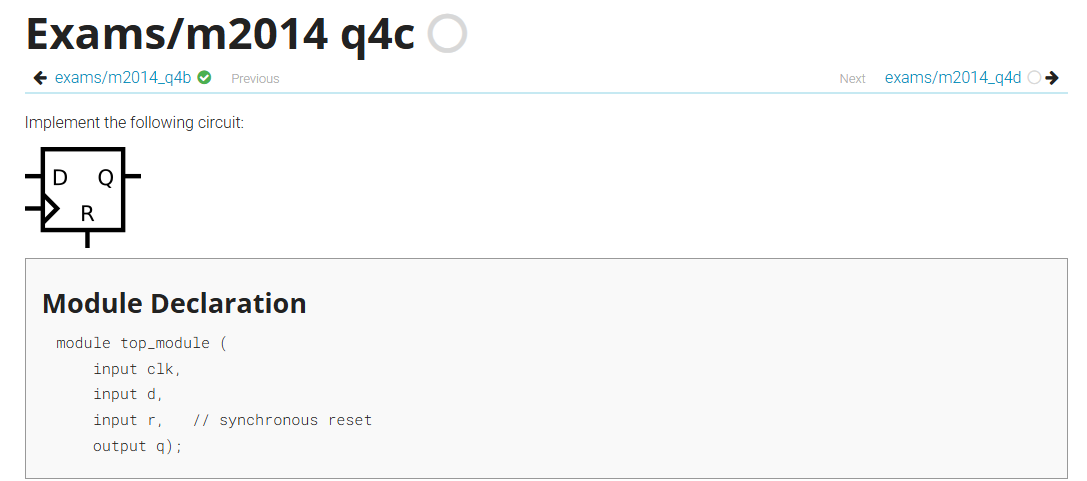 Exams/m2014 q4c
exams/m2014_q4b Previous Next exams/m2014_q4d
Implement the following circuit:
D Q
R
Module Declaration
module top_module (
input clk,
input d,
input r, // synchronous reset
output q);